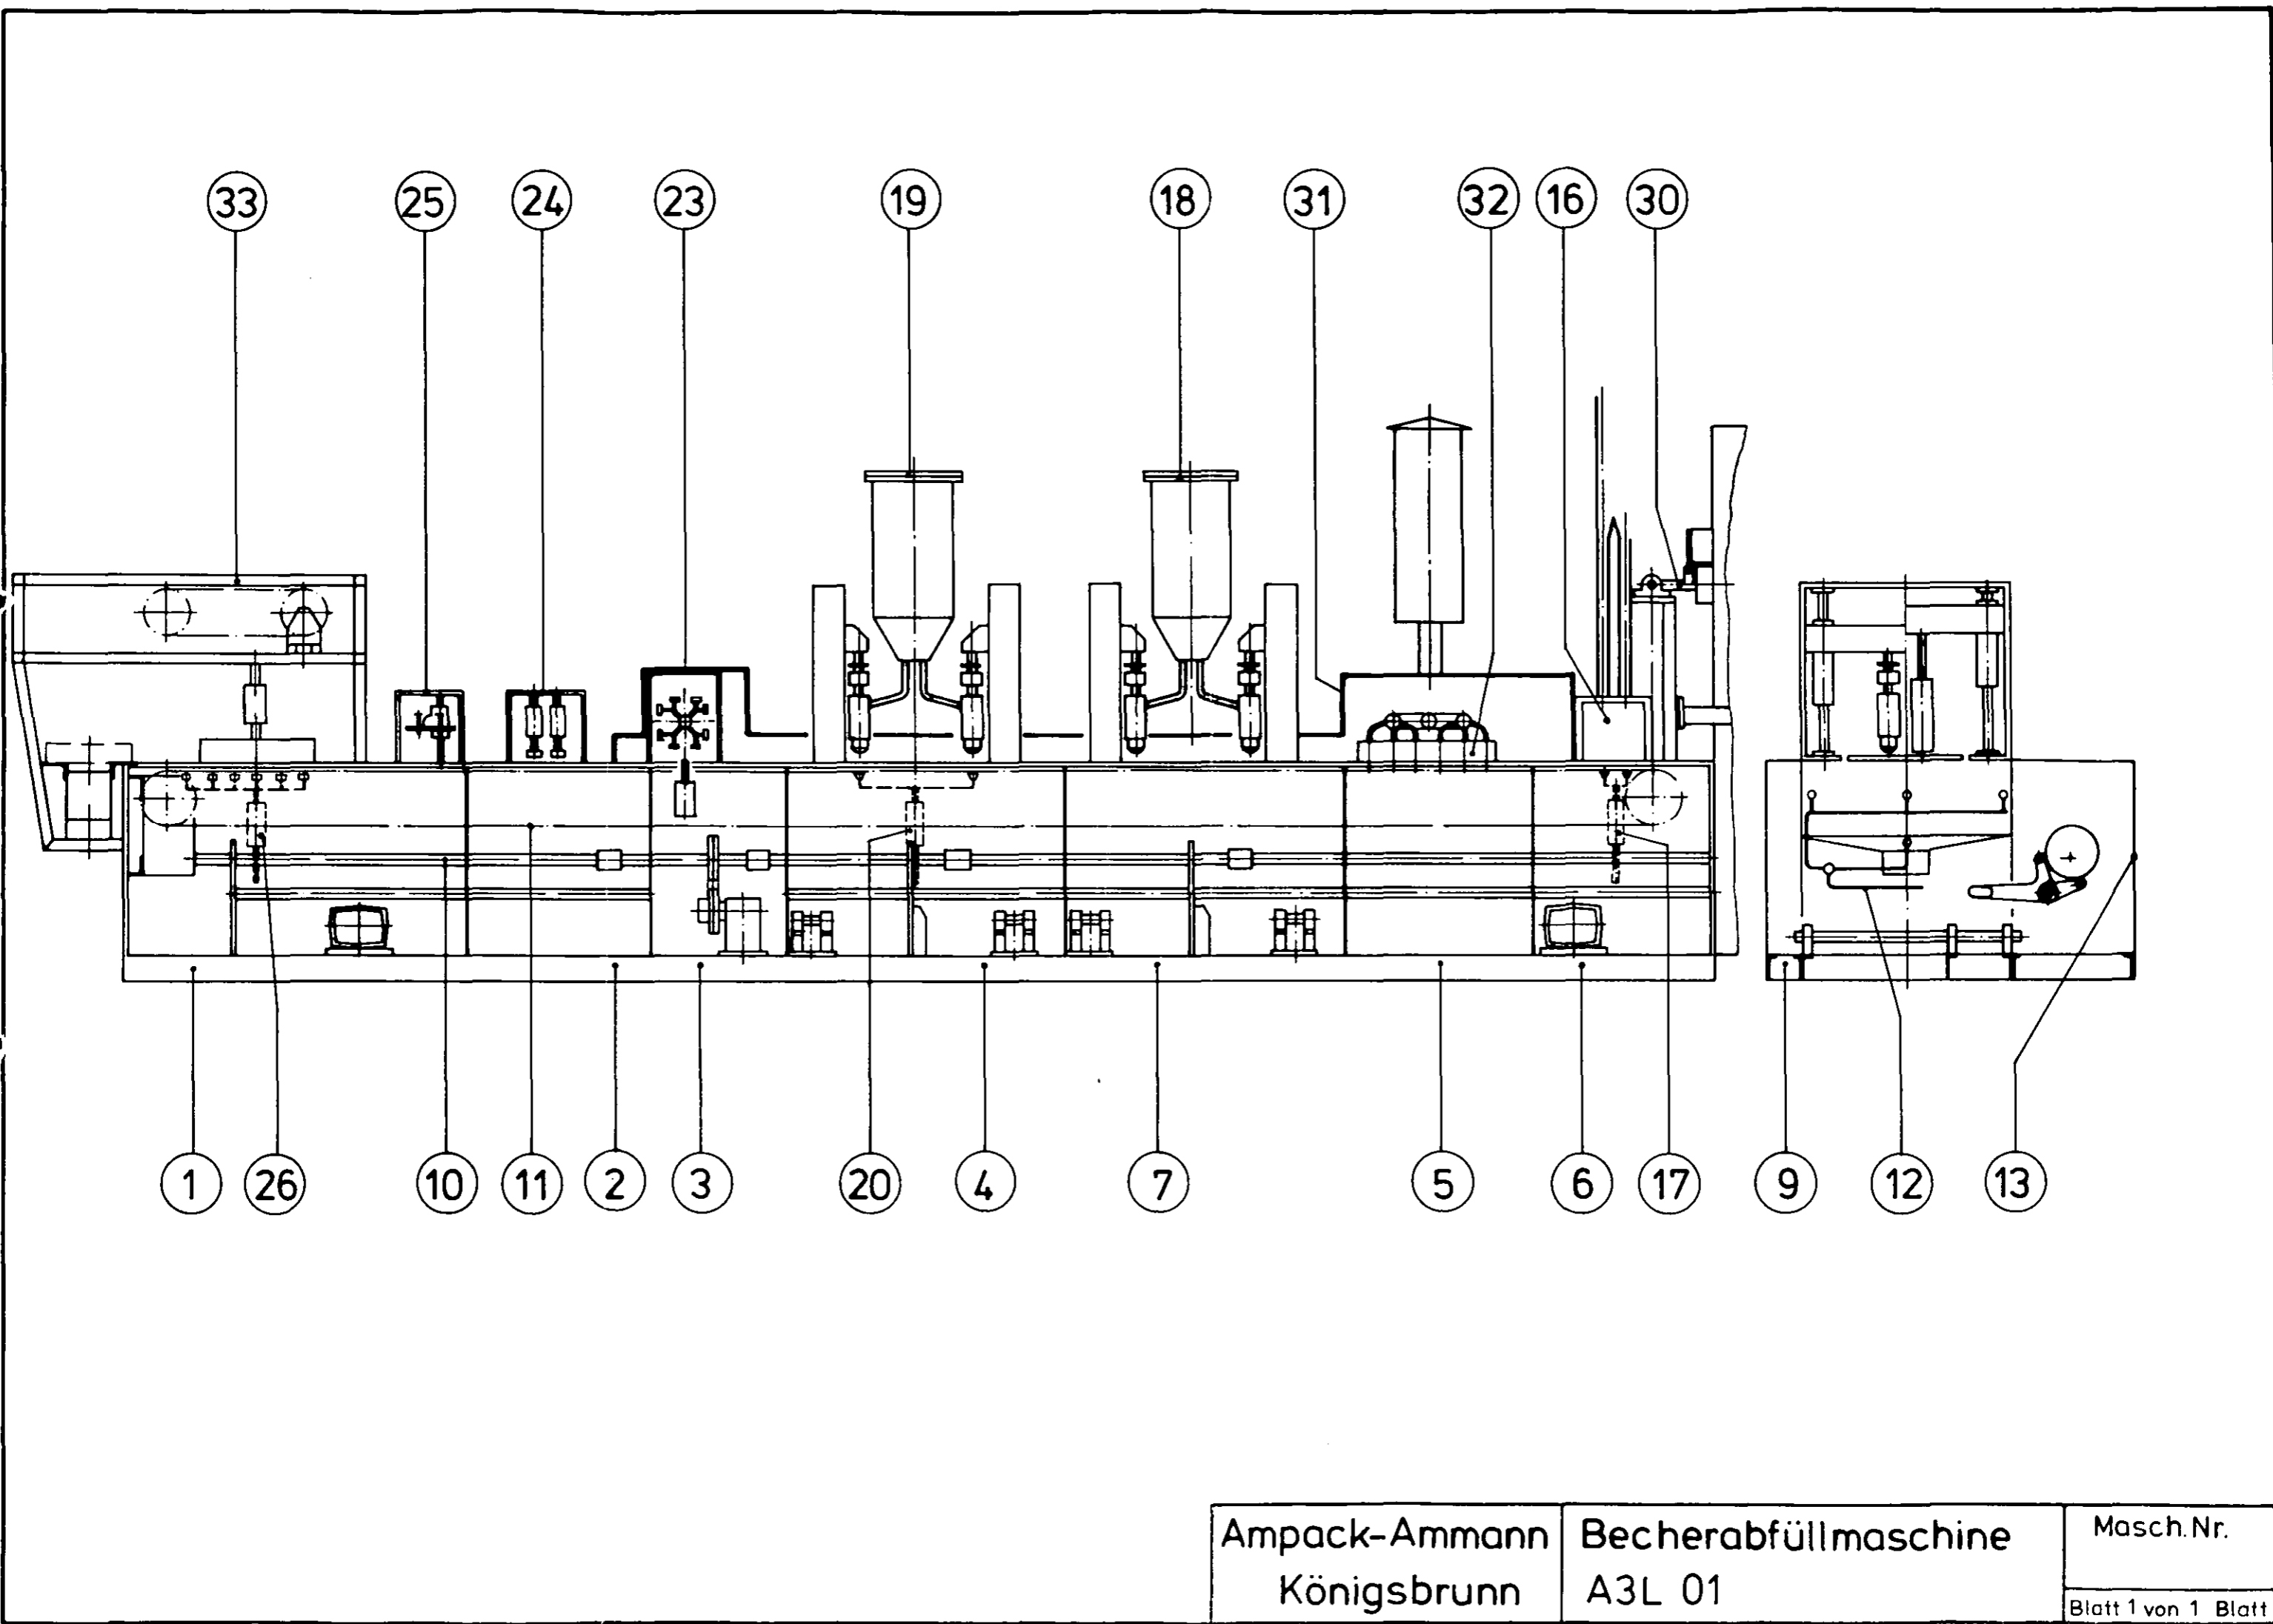 33 25 24 23 19 18 31 32 16 30
1 26 10 11 2 3 20 4 7 5 6 17 9 12 13
Ampack-Ammann
Königsbrunn
Becherabfüllmaschine
A3L 01
Masch.Nr.
Blatt 1 von 1 Blatt